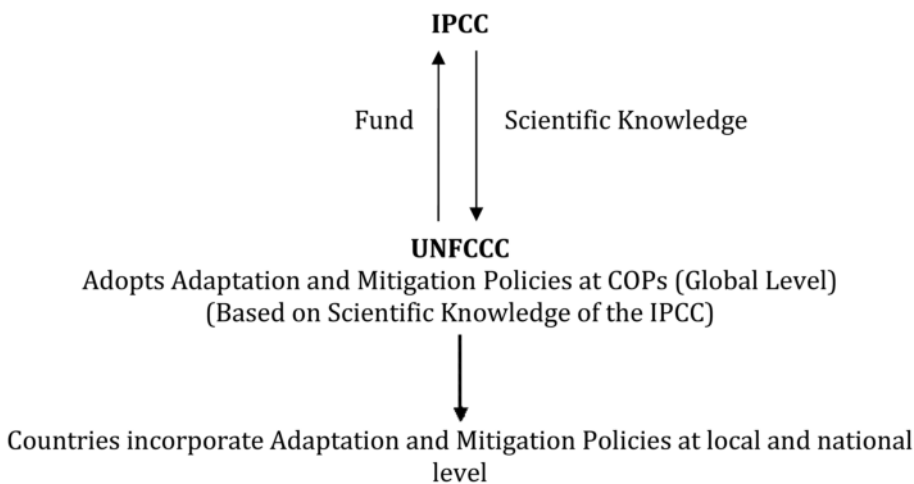 IPCC
Fund
Scientific Knowledge
UNFCCC
Adopts Adaptation and Mitigation Policies at COPs (Global Level)
(Based on Scientific Knowledge of the IPCC)
Countries incorporate Adaptation and Mitigation Policies at local and national
level